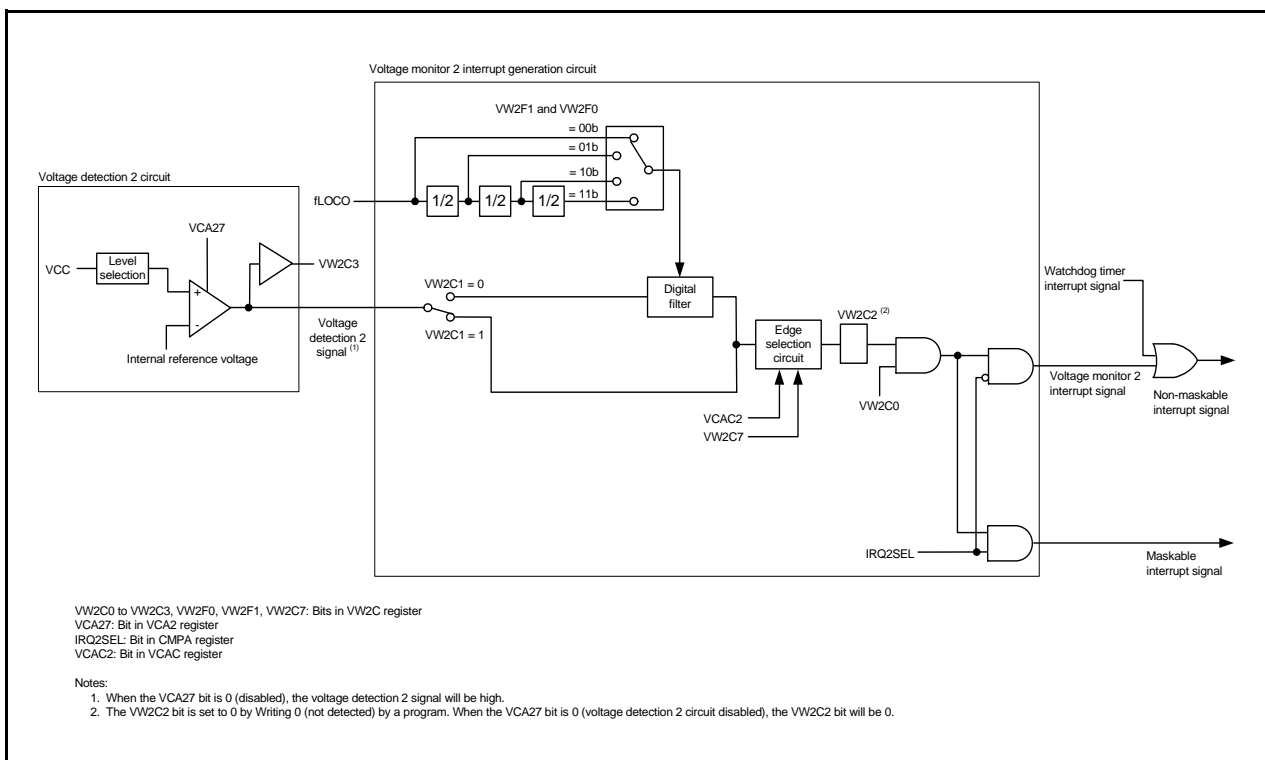 Voltage monitor 2 interrupt generation circuit
VW2F1 and VW2F0
= 00b
= 01b
= 10b
= 11b
Voltage detection 2 circuit
fLOCO
1/2
1/2
1/2
VCA27
VCC
Level
selection
+
-
VW2C3
Internal reference voltage
Voltage
detection 2
signal (1)
VW2C1 = 0
VW2C1 = 1
Digital
filter
Edge
selection
circuit
VW2C2 (2)
VCAC2
VW2C7
VW2C0
Watchdog timer
interrupt signal
Voltage monitor 2
interrupt signal
Non-maskable
interrupt signal
IRQ2SEL
Maskable
interrupt signal
VW2C0 to VW2C3, VW2F0, VW2F1, VW2C7: Bits in VW2C register
VCA27: Bit in VCA2 register
IRQ2SEL: Bit in CMPA register
VCAC2: Bit in VCAC register
Notes:
1. When the VCA27 bit is 0 (disabled), the voltage detection 2 signal will be high.
2. The VW2C2 bit is set to 0 by Writing 0 (not detected) by a program. When the VCA27 bit is 0 (voltage detection 2 circuit disabled), the VW2C2 bit will be 0.